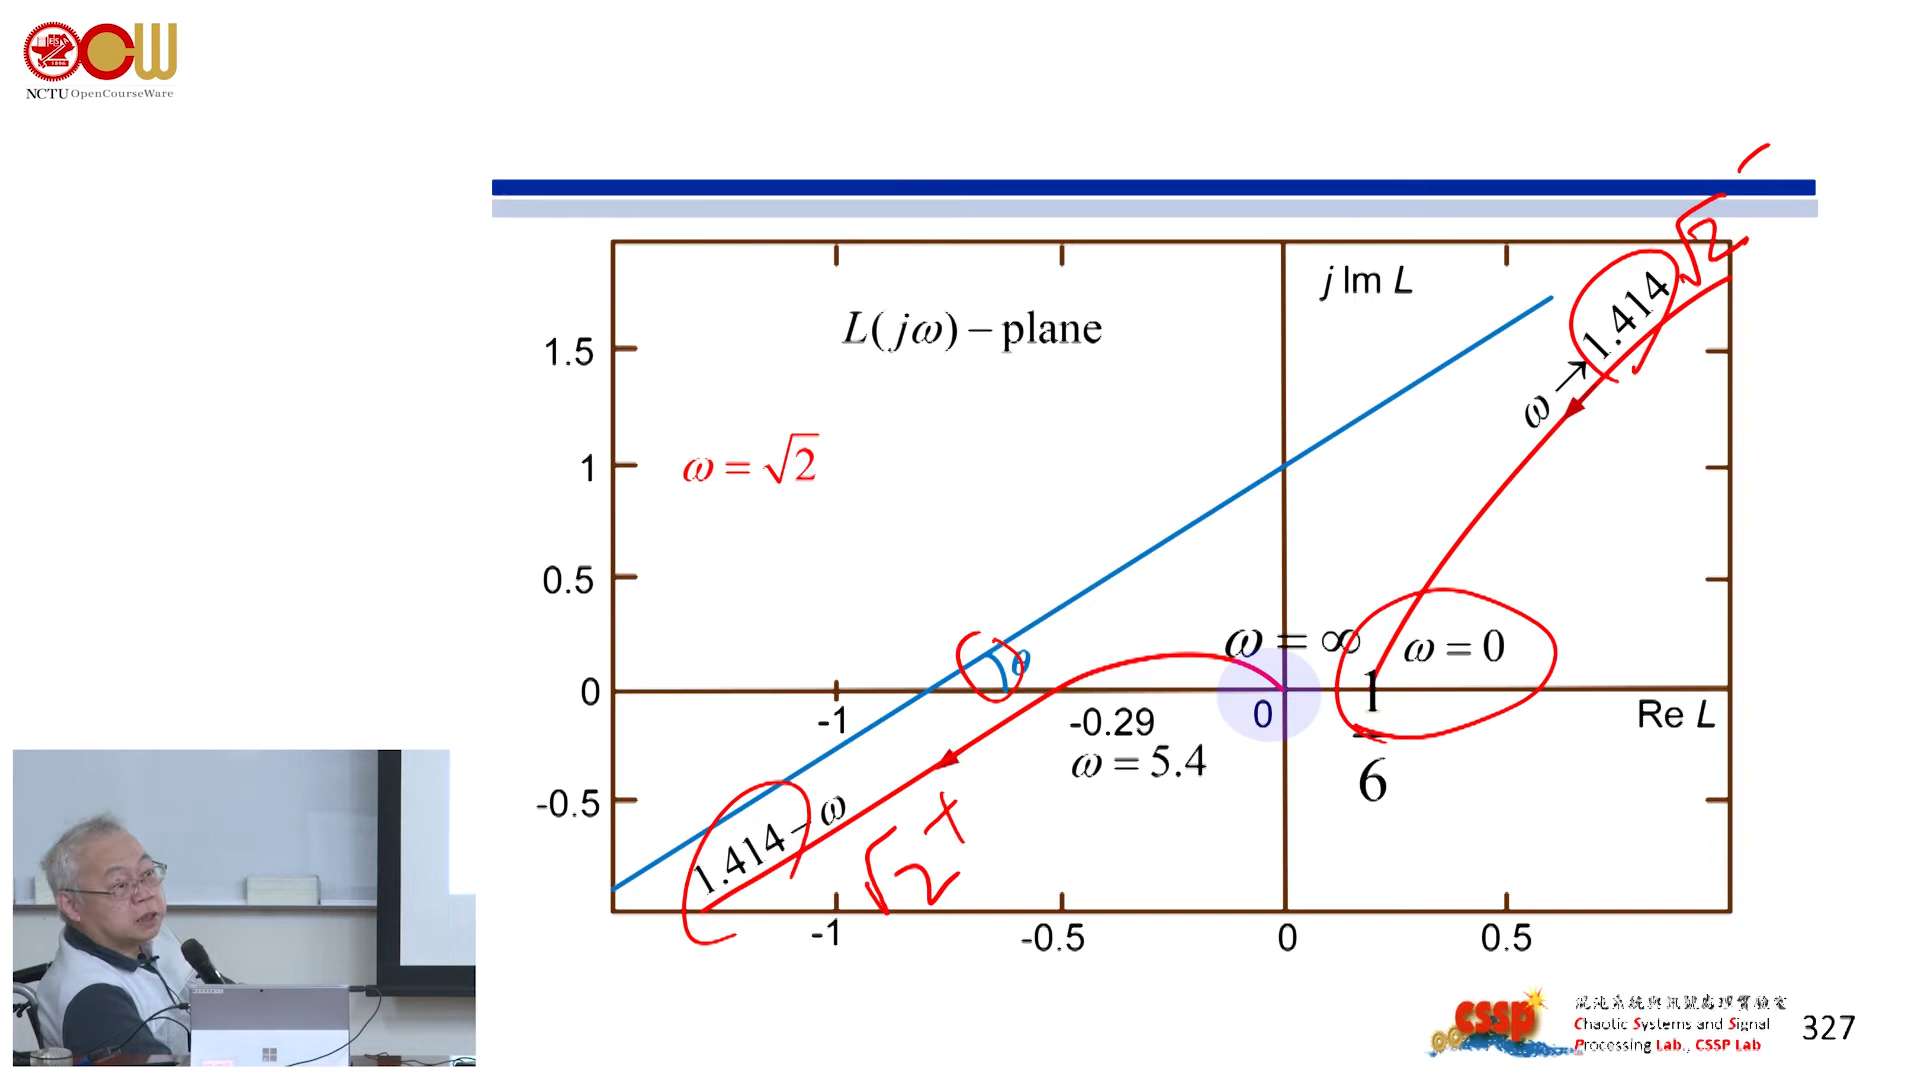 NCTU OpenCourseWare
j Im L
L(jω) – plane
1.5
1
0.5
0
-0.5
ω = √2
ω → 1.414
√2⁻
θ
ω = ∞
ω = 0
1
6
-1
-0.29
0
Re L
ω = 5.4
1.414 – ω
√2⁺
-1
-0.5
0
0.5
CSSP
混沌系統與訊號處理實驗室
Chaotic Systems and Signal
Processing Lab., CSSP Lab
327